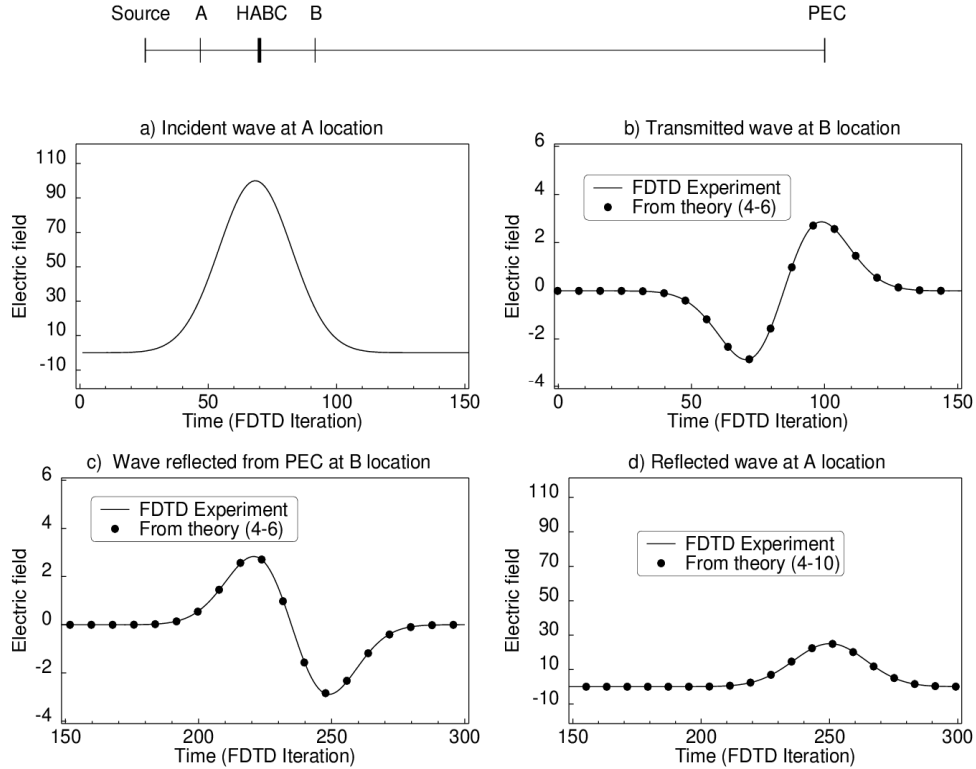 Source A HABC B PEC
a) Incident wave at A location
110
90
70
50
30
10
-10
Electric field
0 50 100 150
Time (FDTD Iteration)
b) Transmitted wave at B location
6
4
2
0
-2
-4
Electric field
FDTD Experiment
From theory (4-6)
0 50 100 150
Time (FDTD Iteration)
c) Wave reflected from PEC at B location
6
4
2
0
-2
-4
Electric field
FDTD Experiment
From theory (4-6)
150 200 250 300
Time (FDTD Iteration)
d) Reflected wave at A location
110
90
70
50
30
10
-10
Electric field
FDTD Experiment
From theory (4-10)
150 200 250 300
Time (FDTD Iteration)